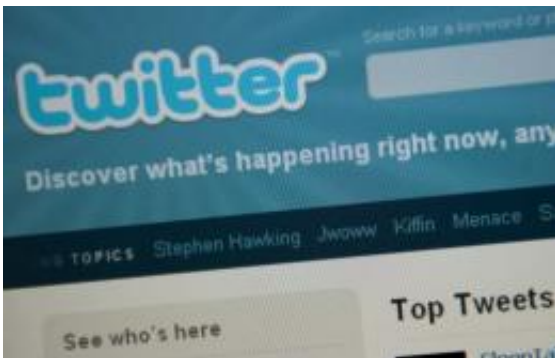 twitter
Search for a keyword or
Discover what's happening right now, any
TOPICS Stephen Hawking Jwoww Kiffin Menace S
Top Tweets
See who's here